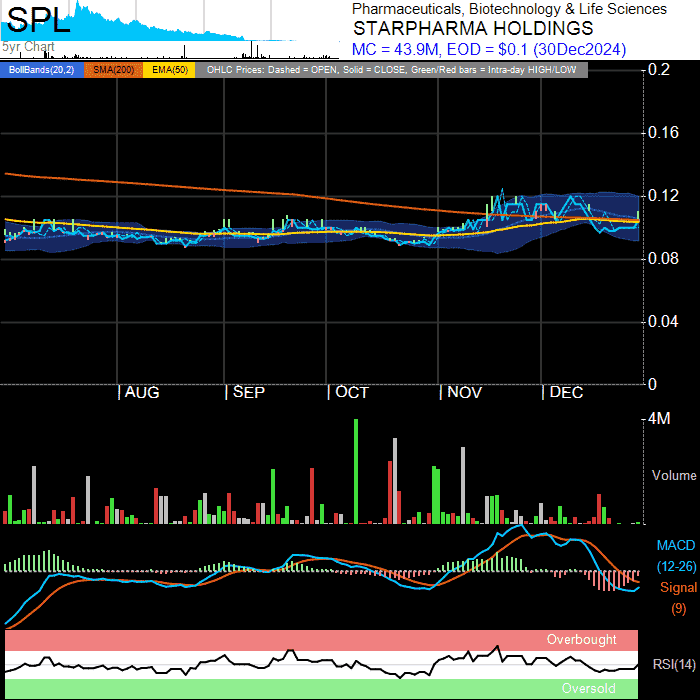 SPL
Pharmaceuticals, Biotechnology & Life Sciences
STARPHARMA HOLDINGS
5yr Chart
MC = 43.9M, EOD = $0.1 (30Dec2024)
BollBands(20,2) SMA(200) EMA(50) OHLC Prices: Dashed = OPEN, Solid = CLOSE, Green/Red bars = Intra-day HIGH/LOW
0.2
0.16
0.12
0.08
0.04
0
AUG SEP OCT NOV DEC
4M
Volume
MACD
(12-26)
Signal
(9)
Overbought
RSI(14)
Oversold